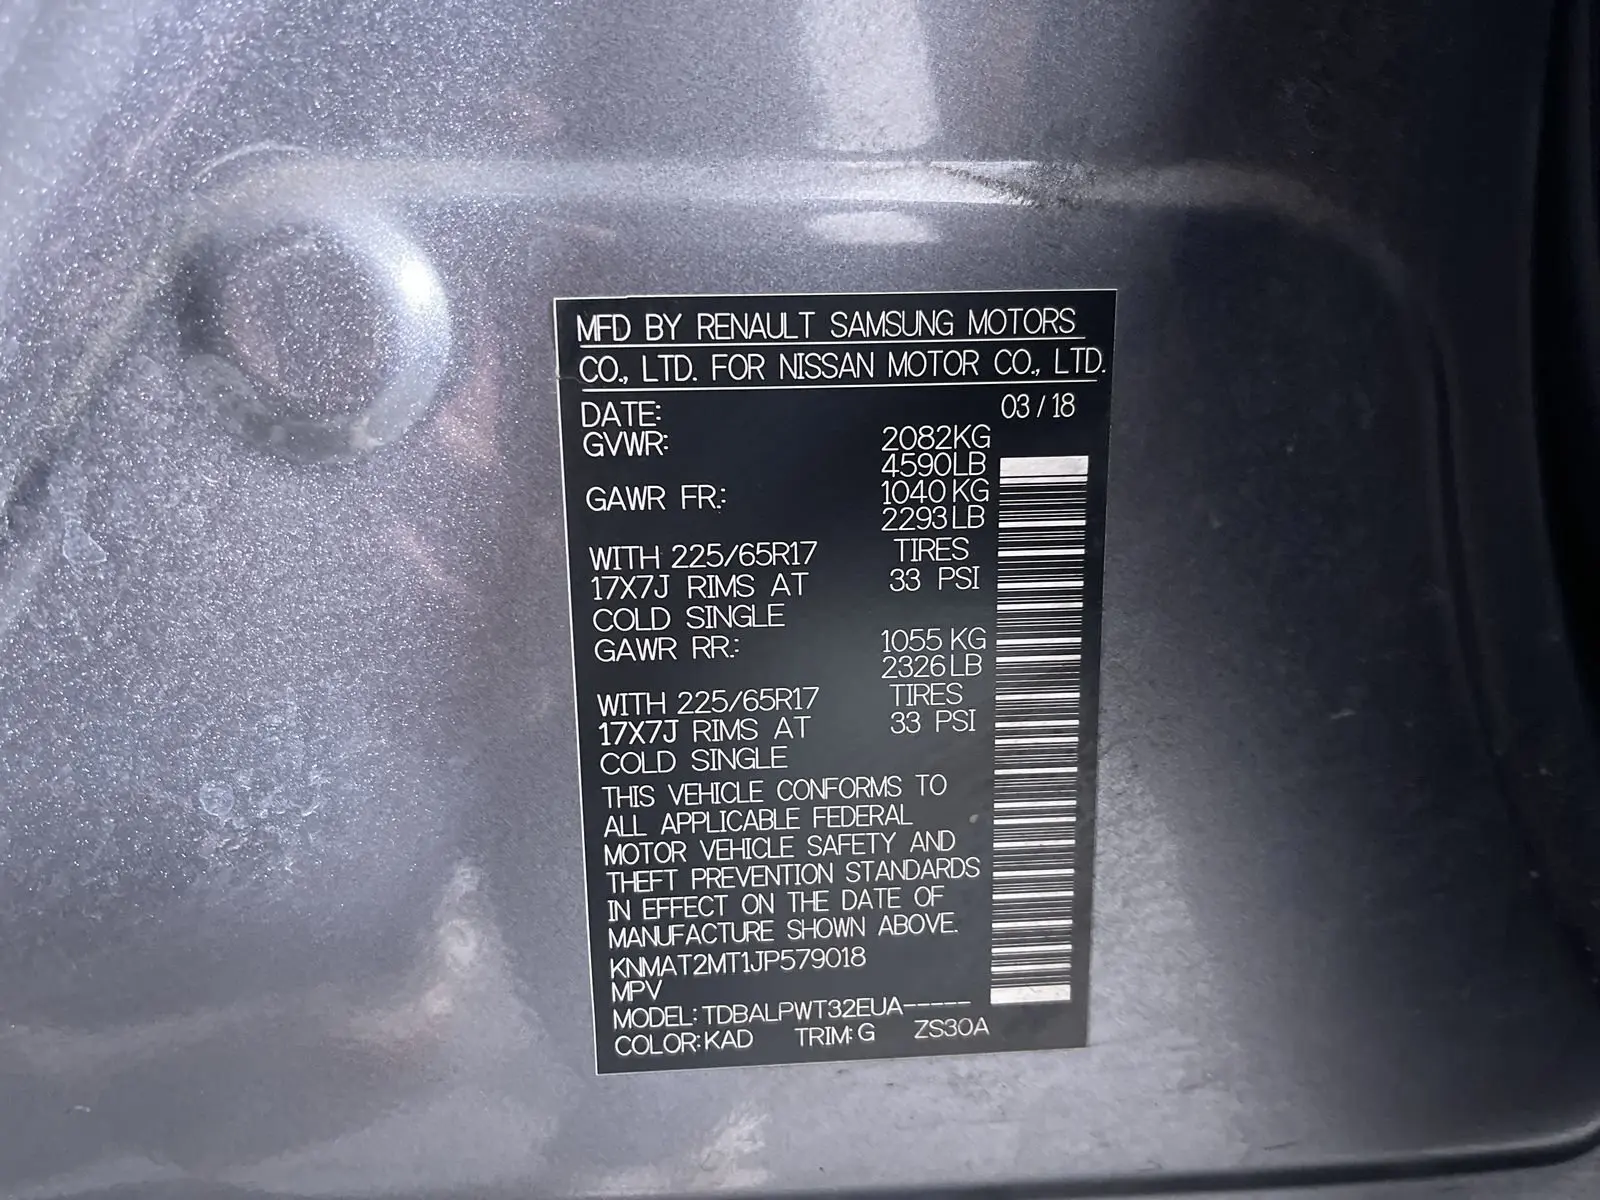 MFD BY RENAULT SAMSUNG MOTORS
CO., LTD. FOR NISSAN MOTOR CO., LTD.
DATE: 03 / 18
GVWR: 2082KG
4590LB
GAWR FR.: 1040 KG
2293LB
WITH 225/65R17 TIRES
17X7J RIMS AT 33 PSI
COLD SINGLE
GAWR RR.: 1055 KG
2326LB
WITH 225/65R17 TIRES
17X7J RIMS AT 33 PSI
COLD SINGLE
THIS VEHICLE CONFORMS TO
ALL APPLICABLE FEDERAL
MOTOR VEHICLE SAFETY AND
THEFT PREVENTION STANDARDS
IN EFFECT ON THE DATE OF
MANUFACTURE SHOWN ABOVE.
KNMAT2MT1JP579018
MPV
MODEL: TDBALPWT32EUA-----
COLOR: KAD TRIM: G ZS30A